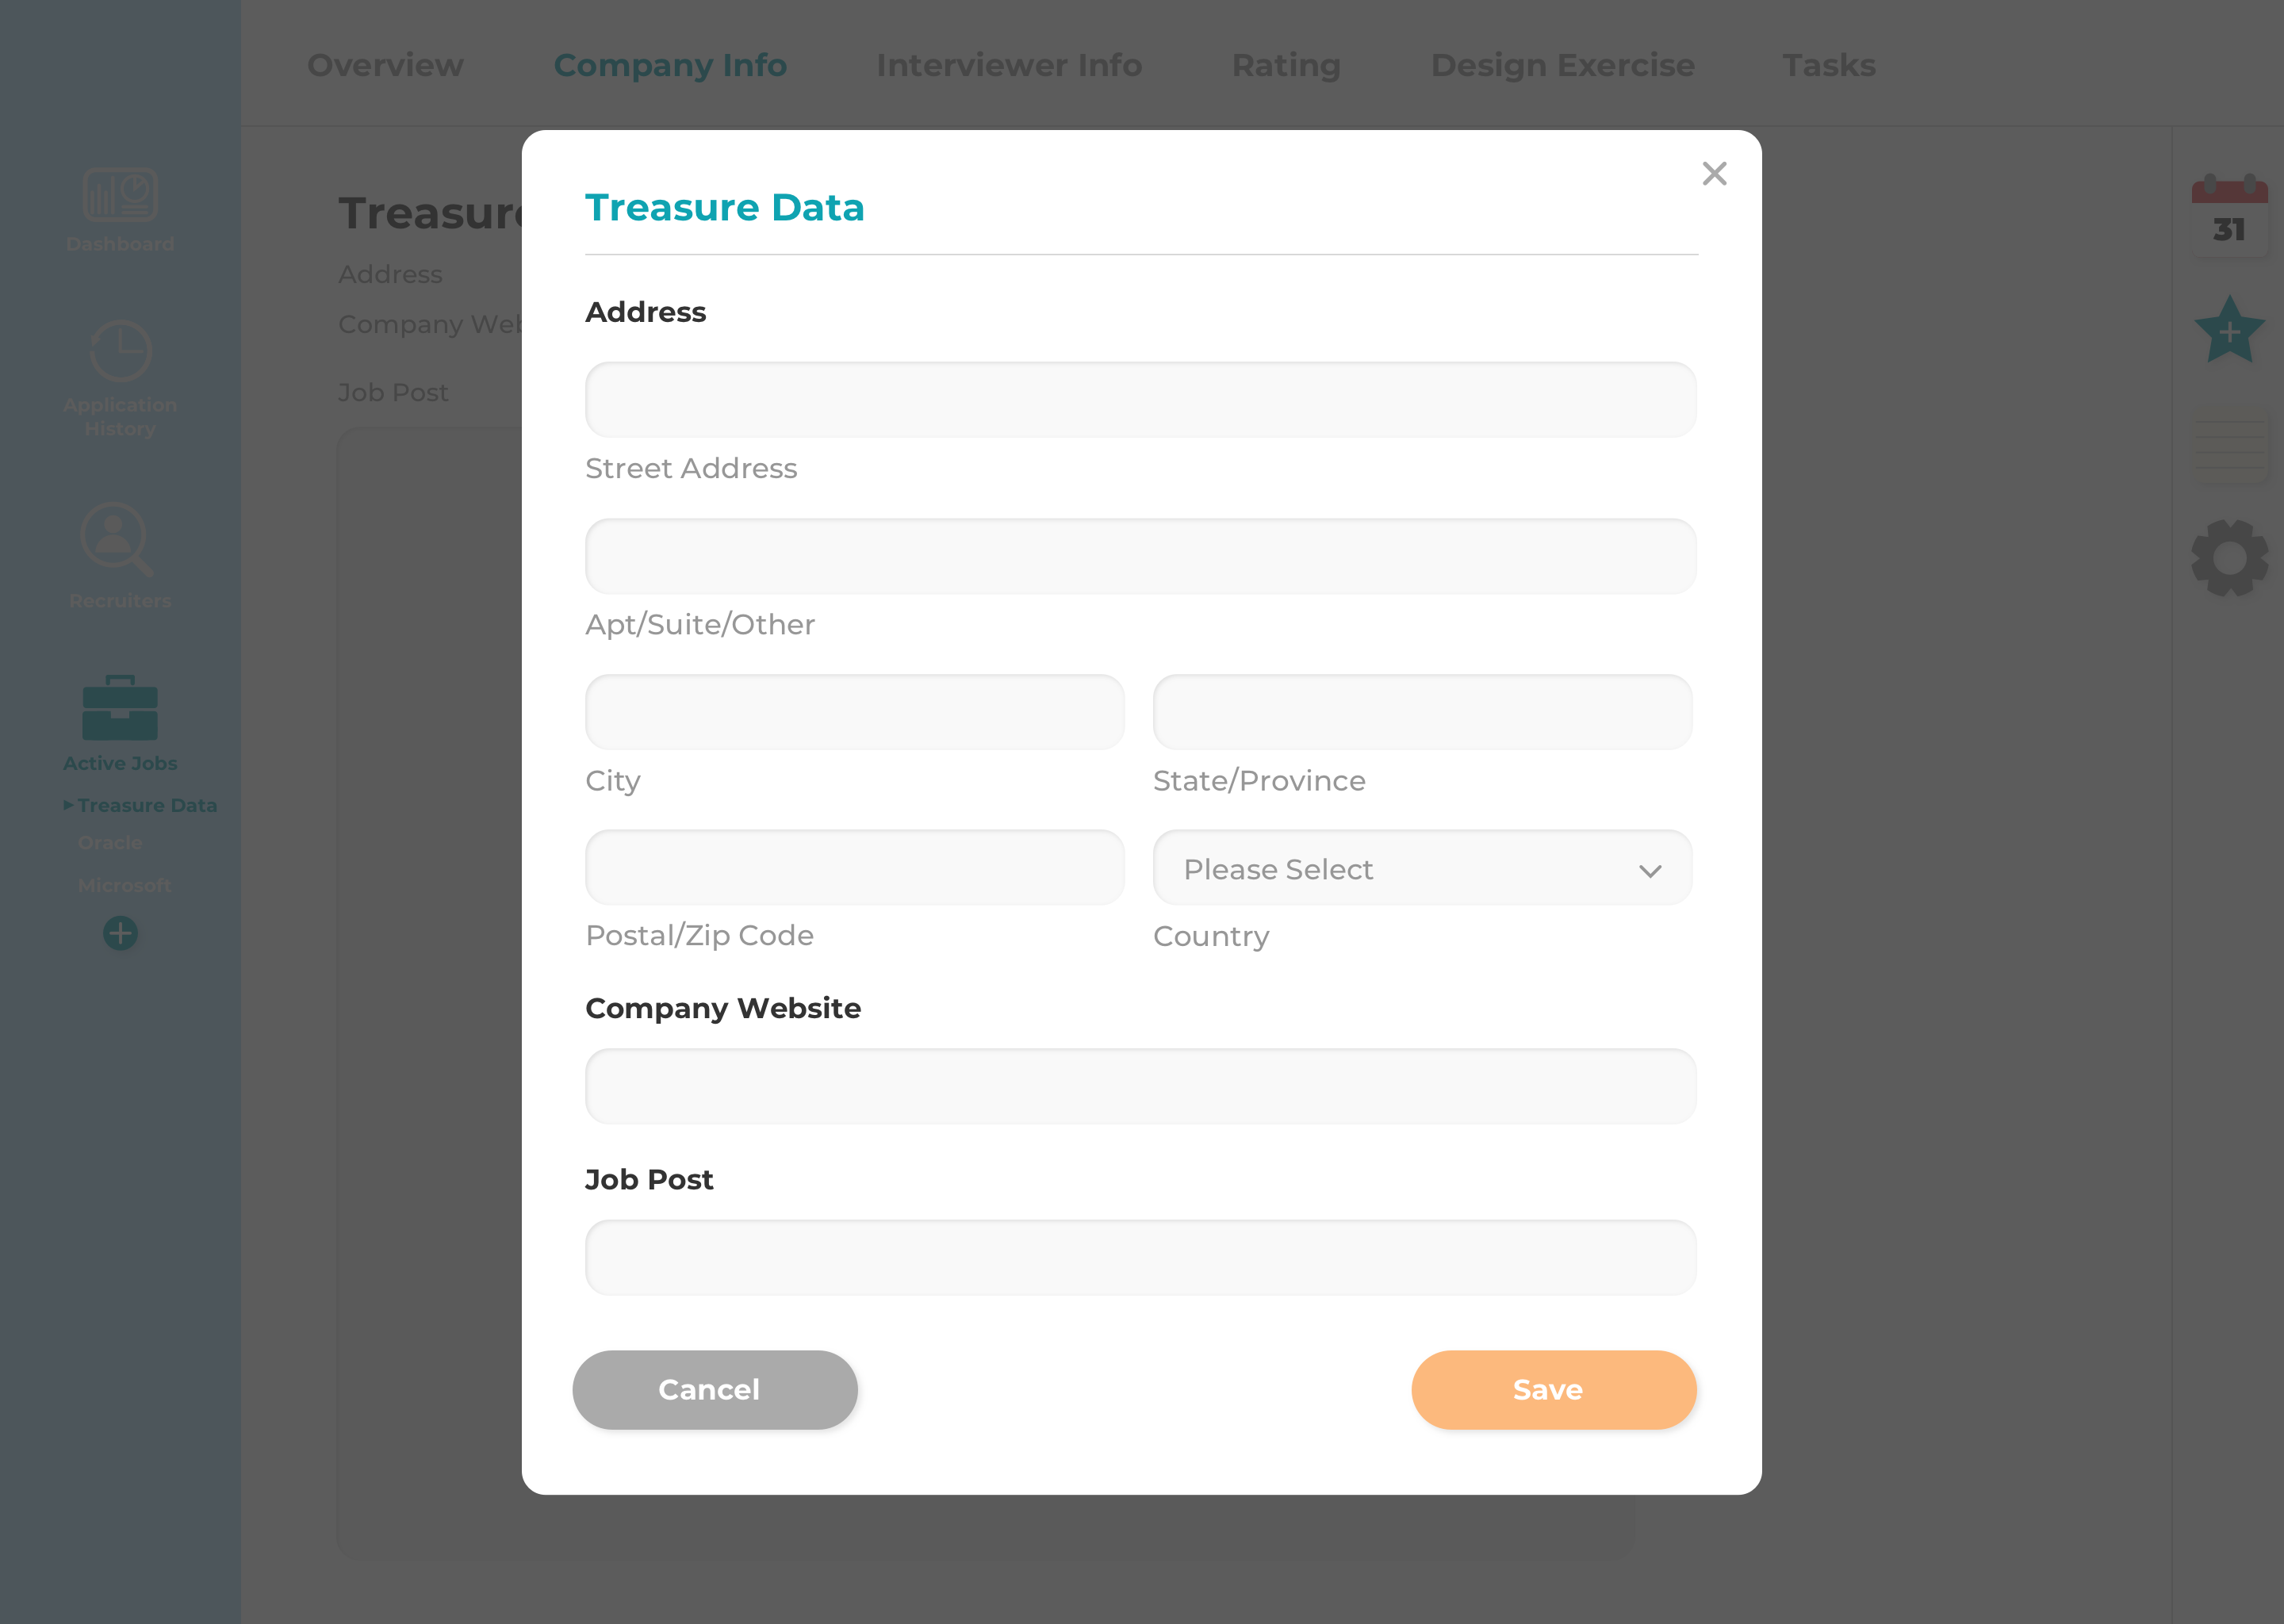 Overview Company Info Interviewer Info Rating Design Exercise Tasks
Dashboard
Application
History
Recruiters
Active Jobs
Treasure Data
Oracle
Microsoft
Treasure
Address
Company Web
Job Post
Treasure Data
Address
Street Address
Apt/Suite/Other
City State/Province
Please Select
Postal/Zip Code Country
Company Website
Job Post
Cancel Save
31